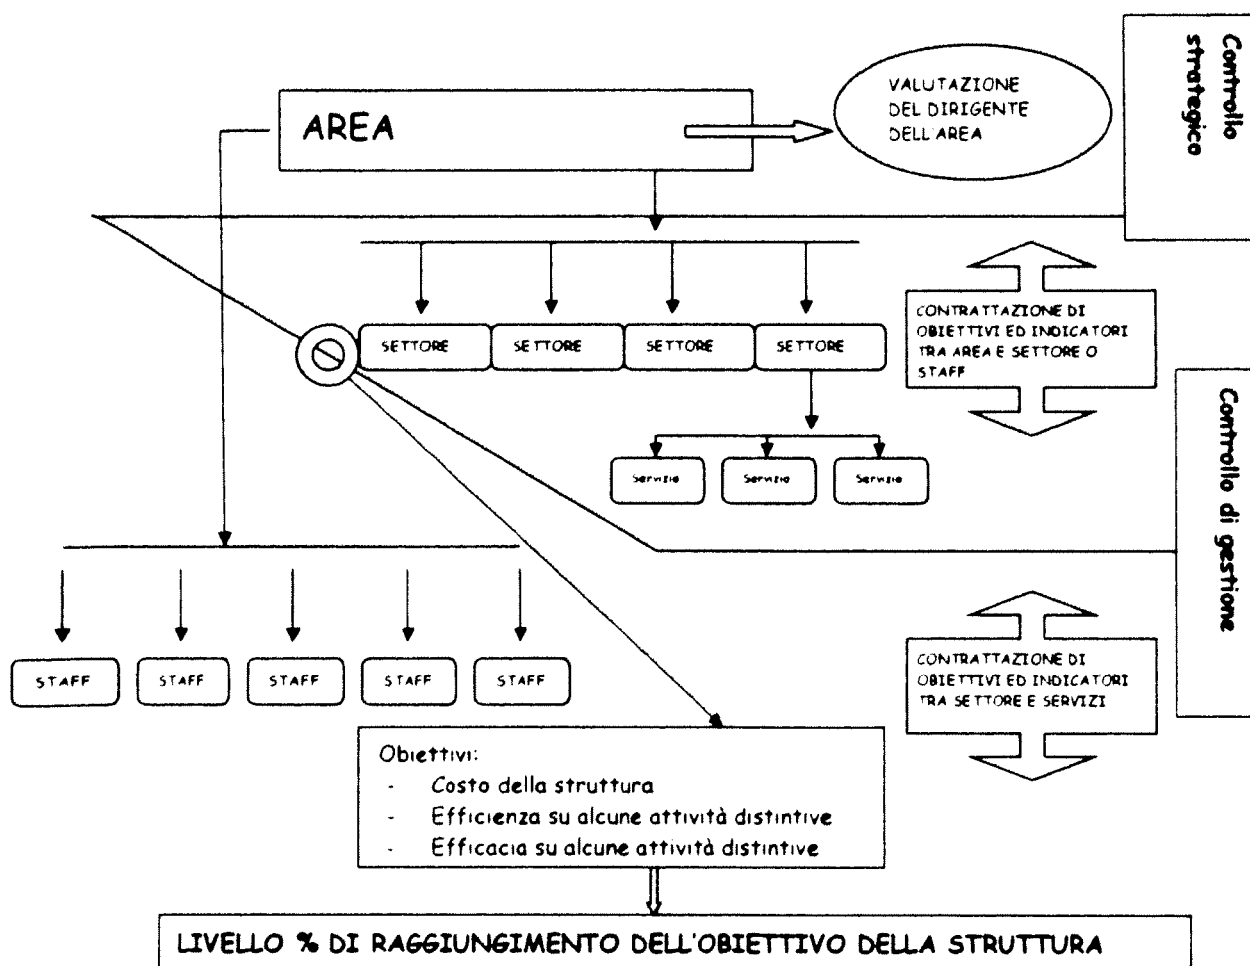 Controllo
strategico
VALUTAZIONE
DEL DIRIGENTE
DELL'AREA
AREA
CONTRATTAZIONE DI
OBIETTIVI ED INDICATORI
TRA AREA E SETTORE O
STAFF
SETTORE
SETTORE
SETTORE
SETTORE
Controllo di gestione
Servizio
Servizio
Servizio
STAFF
STAFF
STAFF
STAFF
STAFF
CONTRATTAZIONE DI
OBIETTIVI ED INDICATORI
TRA SETTORE E SERVIZI
Obiettivi:
- Costo della struttura
- Efficienza su alcune attività distintive
- Efficacia su alcune attività distintive
LIVELLO % DI RAGGIUNGIMENTO DELL'OBIETTIVO DELLA STRUTTURA